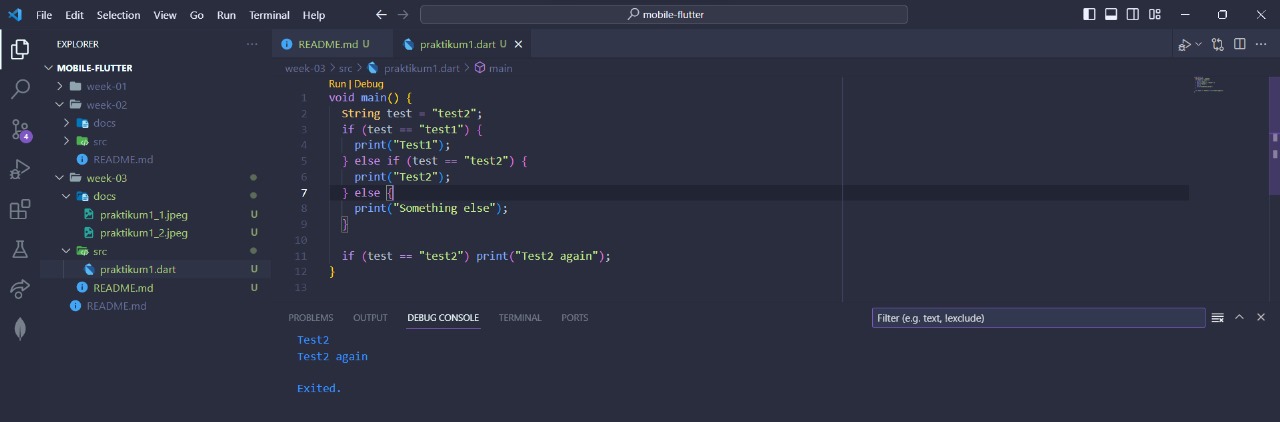 File Edit Selection View Go Run Terminal Help mobile-flutter
EXPLORER
MOBILE-FLUTTER
week-01
week-02
docs
src
README.md
week-03
docs
praktikum1_1.jpeg U
praktikum1_2.jpeg U
src
praktikum1.dart U
README.md U
README.md
4
README.md U praktikum1.dart U
week-03 > src > praktikum1.dart > main
Run | Debug
1 void main() {
2 String test = "test2";
3 if (test == "test1") {
4 print("Test1");
5 } else if (test == "test2") {
6 print("Test2");
7 } else {
8 print("Something else");
9 }
10
11 if (test == "test2") print("Test2 again");
12 }
13
PROBLEMS OUTPUT DEBUG CONSOLE TERMINAL PORTS Filter (e.g. text, !exclude)
Test2
Test2 again
Exited.